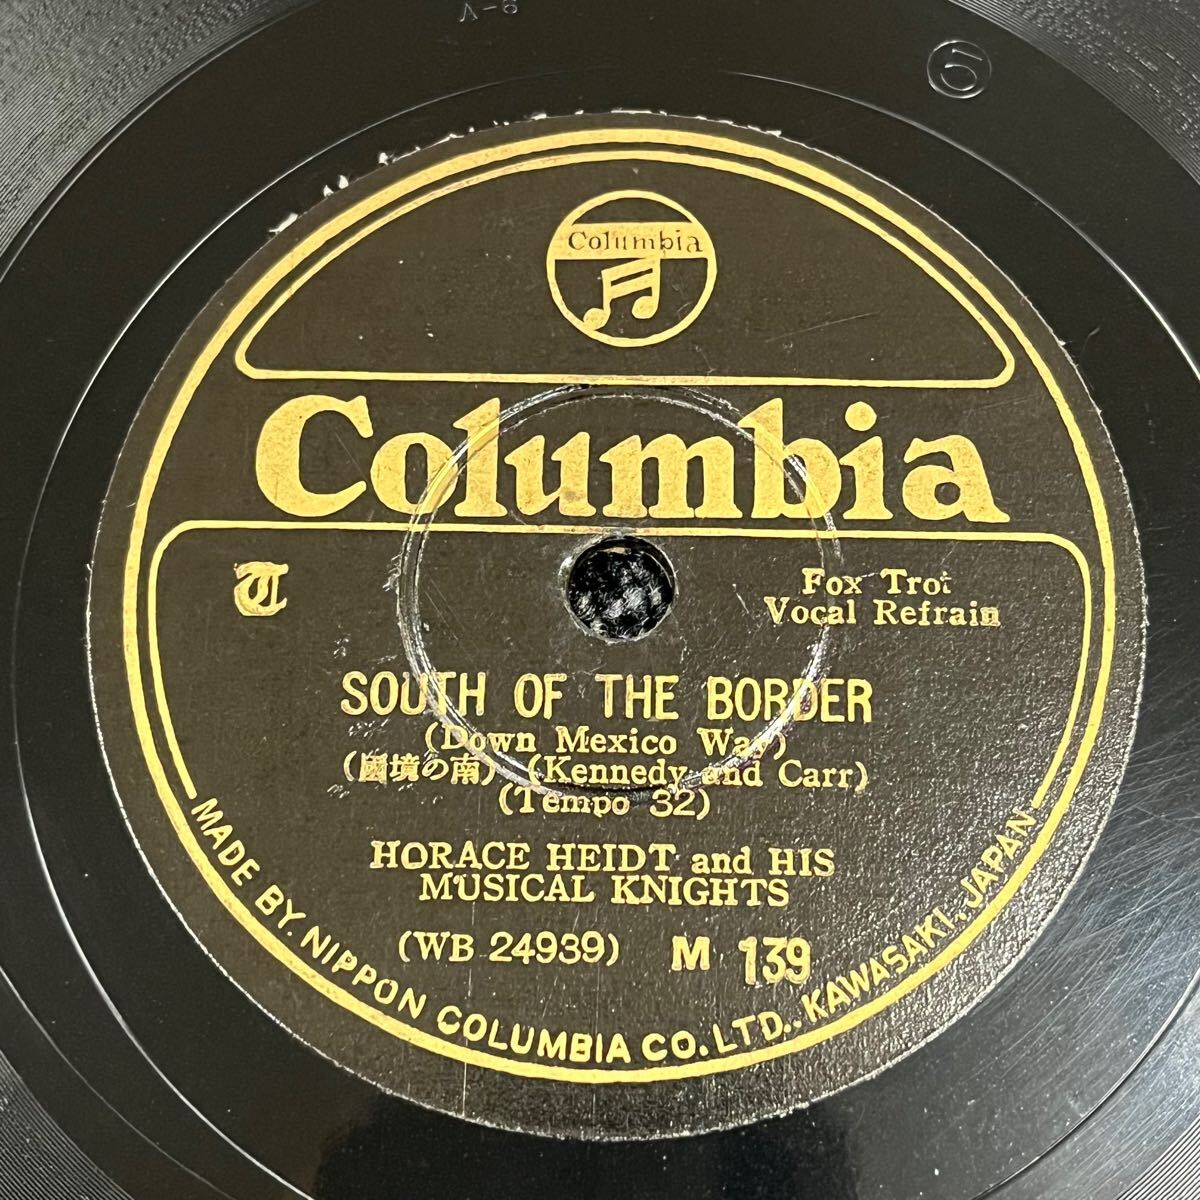 A-6
5
Columbia
Columbia
T
Fox Trot
Vocal Refrain
SOUTH OF THE BORDER
(Down Mexico Way)
(國境の南) (Kennedy and Carr)
(Tempo 32)
HORACE HEIDT and HIS
MUSICAL KNIGHTS
(WB 24939) M 139
MADE BY. NIPPON COLUMBIA CO. LTD., KAWASAKI, JAPAN